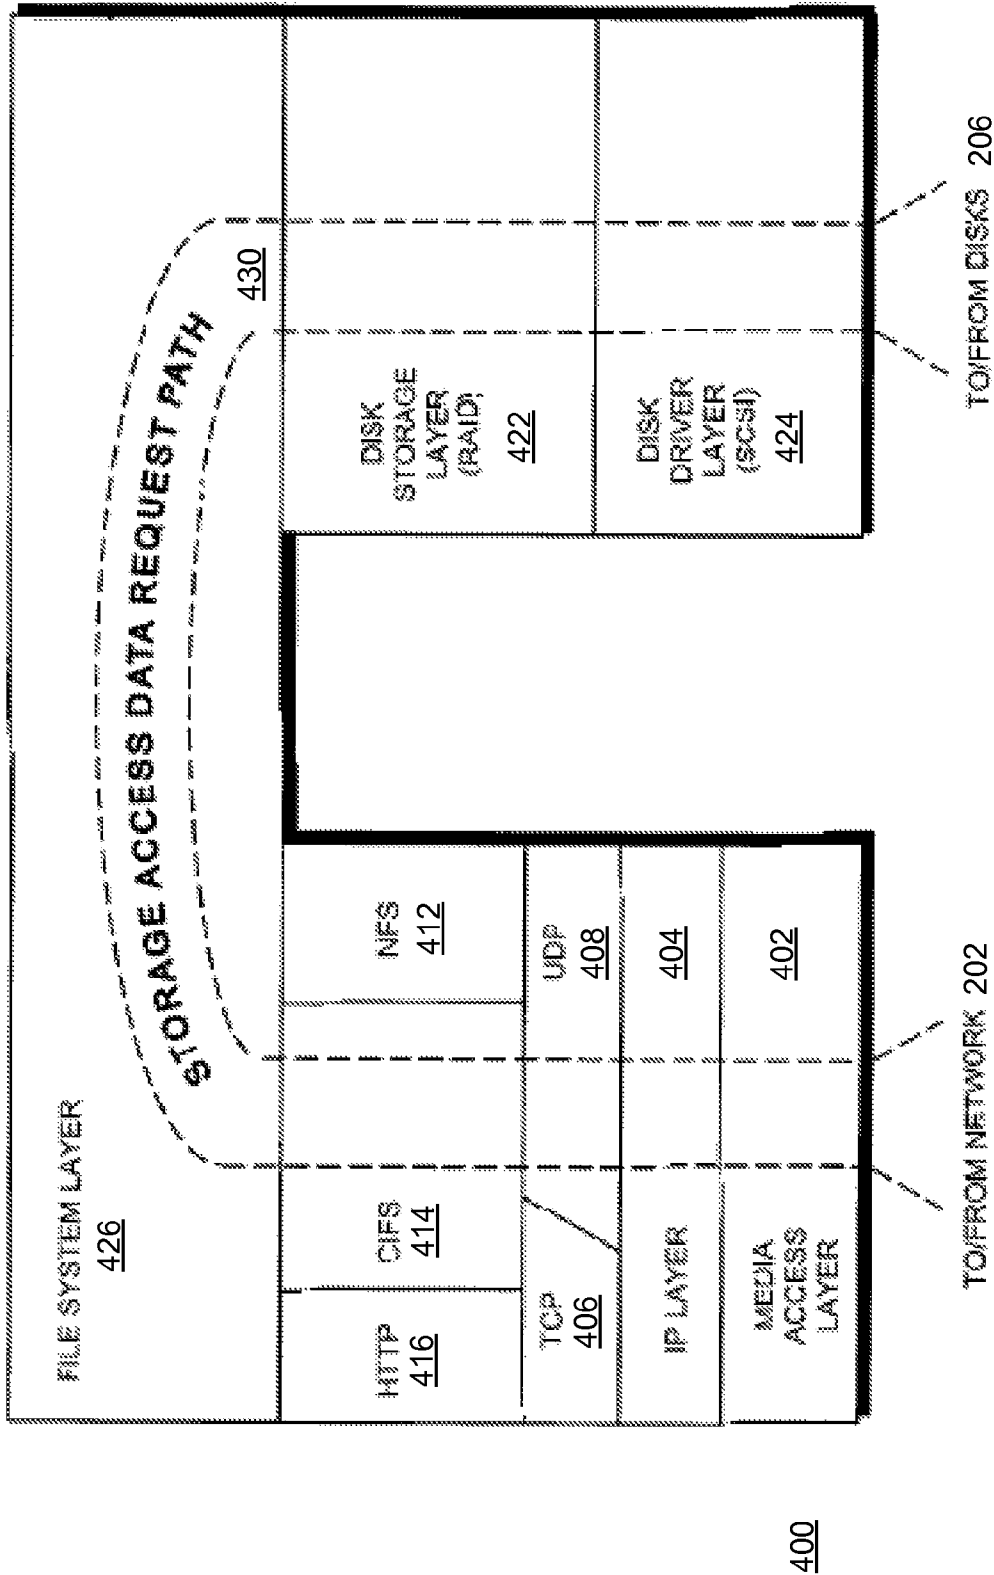 FILE SYSTEM LAYER
426
STORAGE ACCESS DATA REQUEST PATH
430
HTTP
416
CIFS
414
NFS
412
TCP
406
UDP
408
IP LAYER
404
MEDIA
ACCESS
LAYER
402
DISK
STORAGE
LAYER
(RAID)
422
DISK
DRIVER
LAYER
(SCSI)
424
TO/FROM NETWORK 202
TO/FROM DISKS 206
400